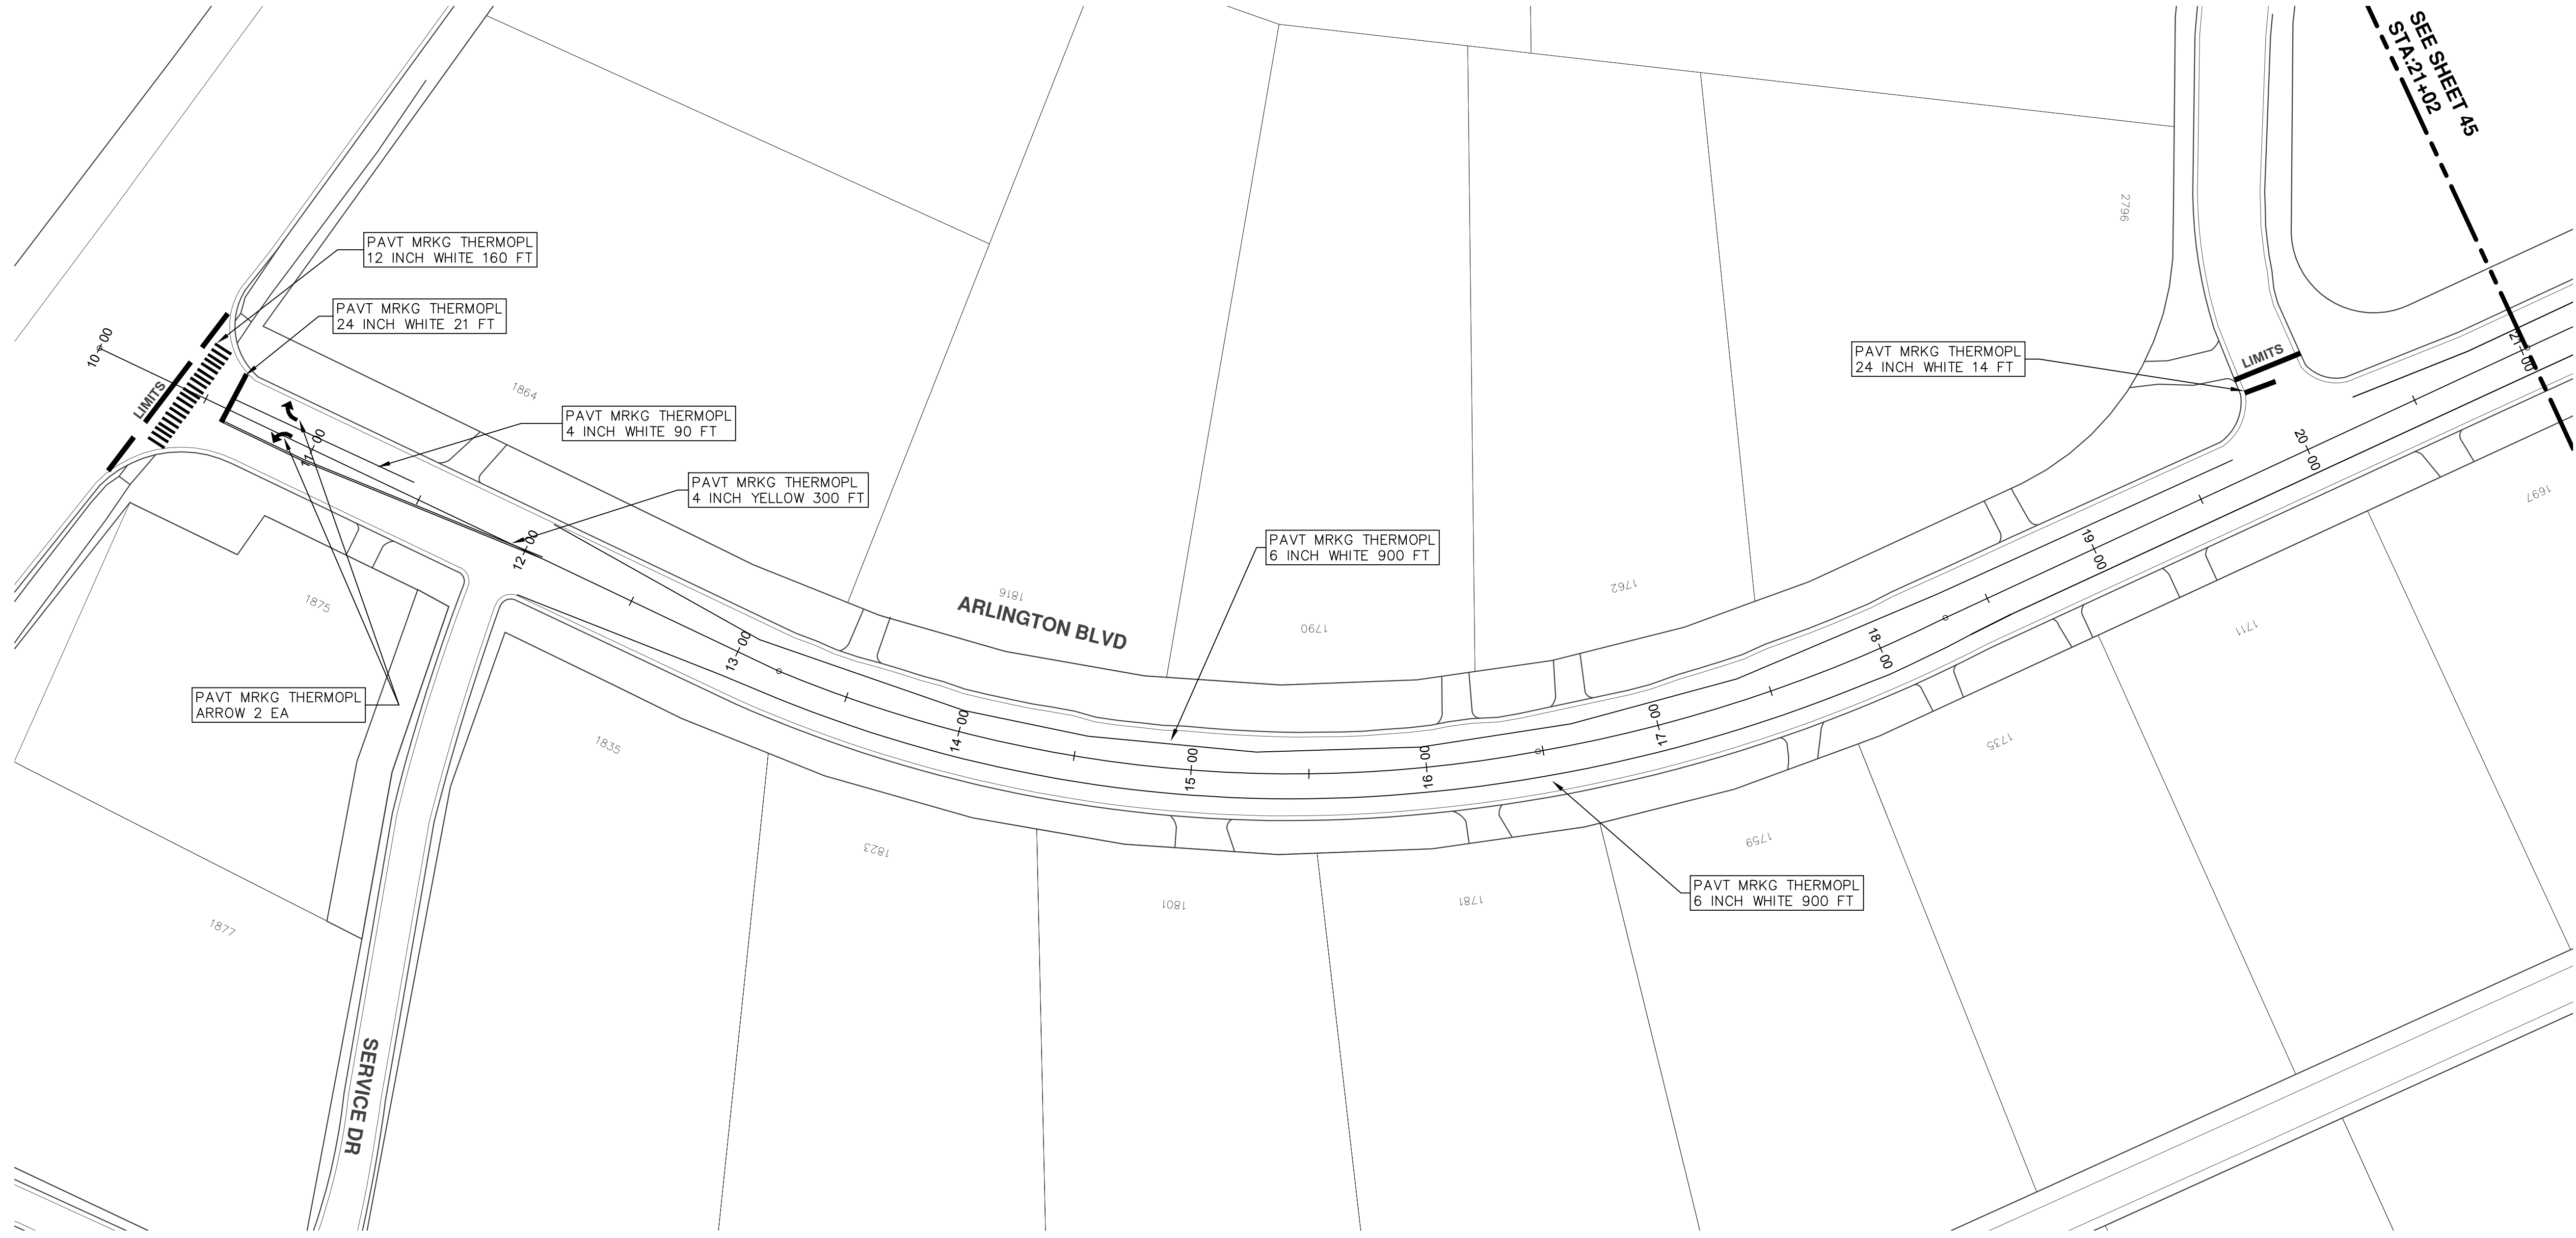 SEE SHEET 45
STA:21+02
2796
PAVT MRKG THERMOPL
12 INCH WHITE 160 FT
PAVT MRKG THERMOPL
24 INCH WHITE 21 FT
10+00
LIMITS
PAVT MRKG THERMOPL
24 INCH WHITE 14 FT
LIMITS
21+00
1864
PAVT MRKG THERMOPL
4 INCH WHITE 90 FT
11+00
20+00
PAVT MRKG THERMOPL
4 INCH YELLOW 300 FT
1697
12+00
PAVT MRKG THERMOPL
6 INCH WHITE 900 FT
19+00
1875
1816
ARLINGTON BLVD
1762
1790
1711
13+00
18+00
PAVT MRKG THERMOPL
ARROW 2 EA
14+00
17+00
1835
1735
15+00
16+00
1823
1759
PAVT MRKG THERMOPL
6 INCH WHITE 900 FT
1801
1781
1877
SERVICE DR